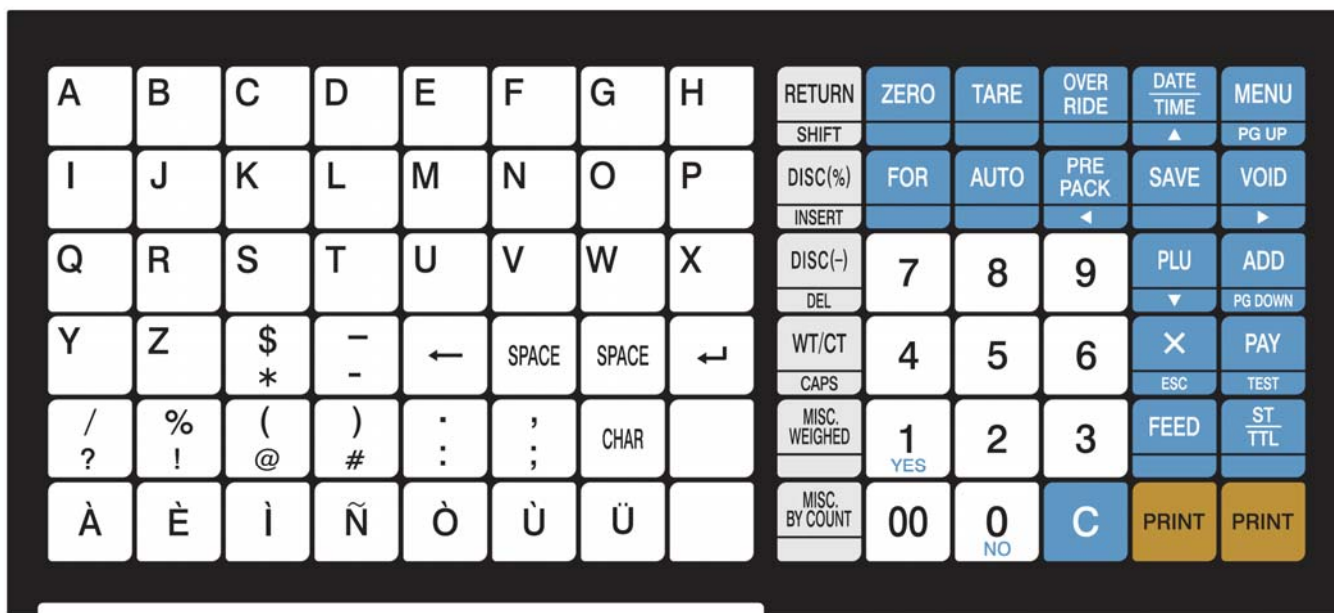 A B C D E F G H RETURN ZERO TARE OVER RIDE DATE TIME MENU
SHIFT ▲ PG UP
I J K L M N O P DISC(%) FOR AUTO PRE PACK SAVE VOID
INSERT ◀ ▶
Q R S T U V W X DISC(–) 7 8 9 PLU ADD
DEL ▼ PG DOWN
Y Z $ * – - ← SPACE SPACE ↵ WT/CT 4 5 6 × PAY
CAPS ESC TEST
/ ? % ! ( @ ) # . : , ; CHAR MISC. WEIGHED 1 YES 2 3 FEED ST TTL
À È Ì Ñ Ò Ù Ü MISC. BY COUNT 00 0 NO C PRINT PRINT